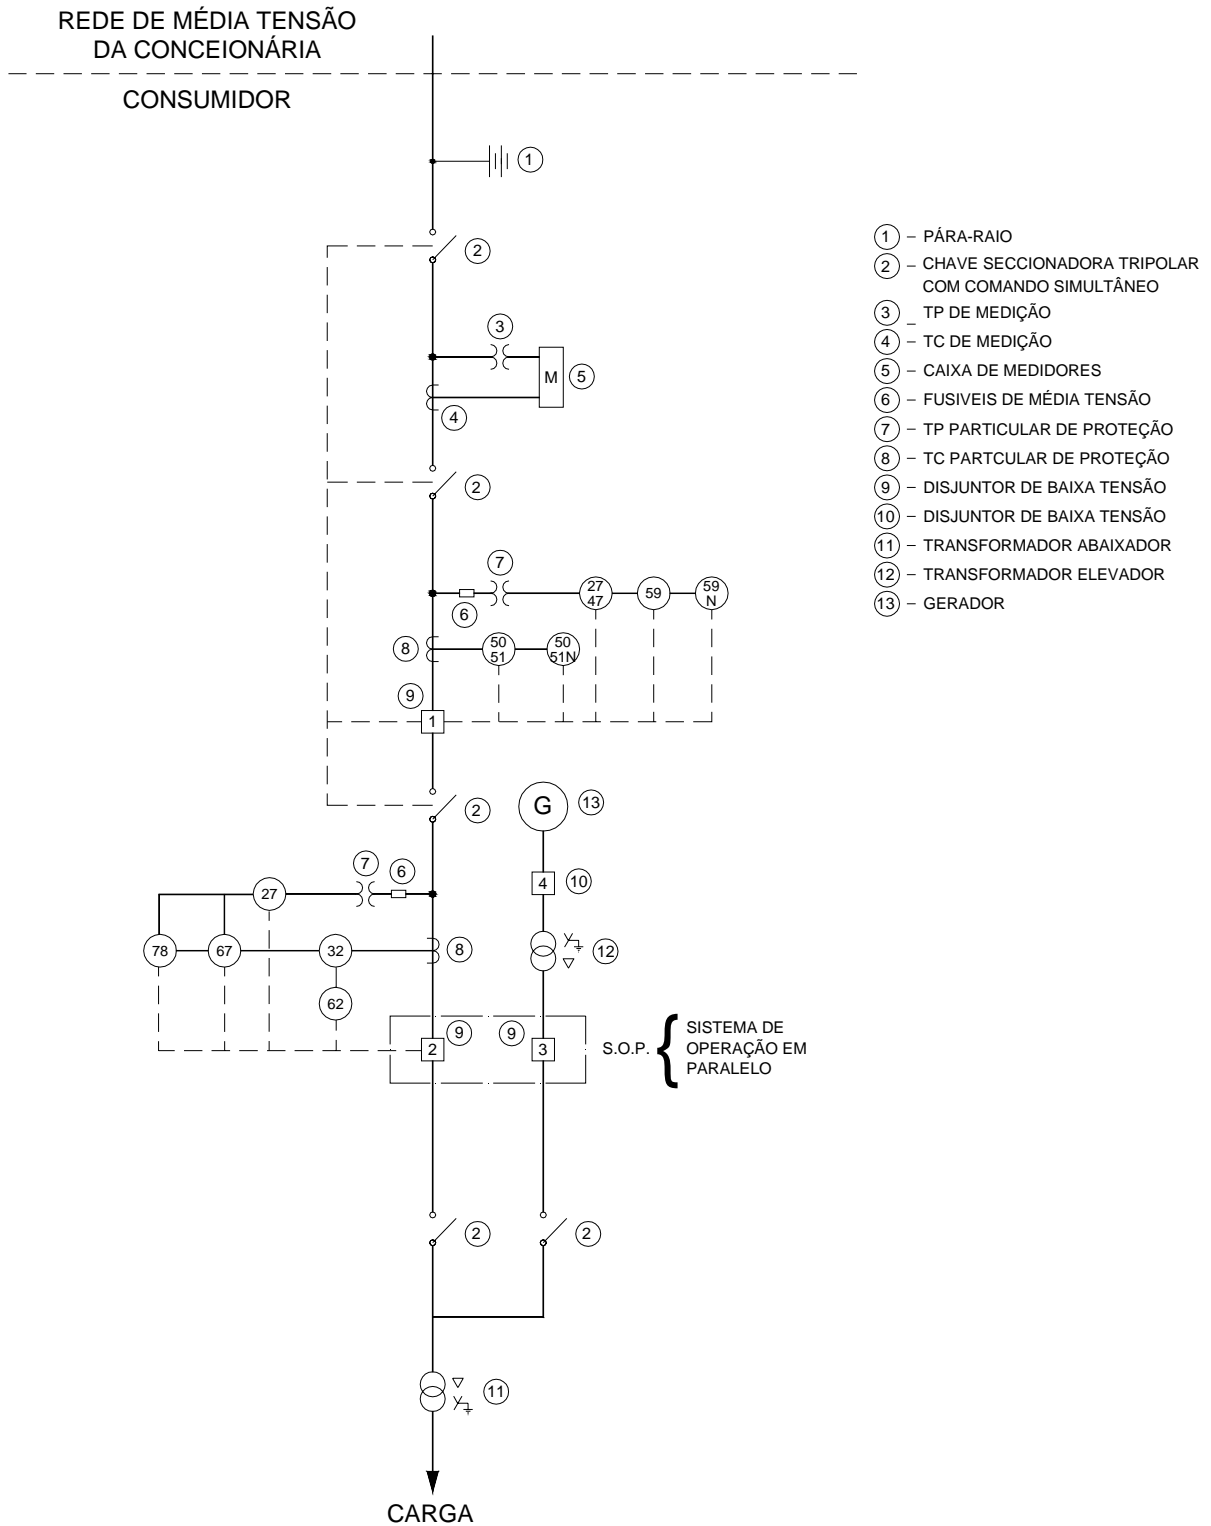 REDE DE MÉDIA TENSÃO
DA CONCEIONÁRIA
CONSUMIDOR
1
2
3
M
5
4
2
7
27
47
59
59
N
6
8
50
51
50
51N
9
1
2
G
13
7
6
27
4
10
78
67
32
8
12
62
9
9
2
3
S.O.P.
{
SISTEMA DE
OPERAÇÃO EM
PARALELO
2
2
11
CARGA
1 – PÁRA-RAIO
2 – CHAVE SECCIONADORA TRIPOLAR
COM COMANDO SIMULTÂNEO
3 _ TP DE MEDIÇÃO
4 – TC DE MEDIÇÃO
5 – CAIXA DE MEDIDORES
6 – FUSIVEIS DE MÉDIA TENSÃO
7 – TP PARTICULAR DE PROTEÇÃO
8 – TC PARTCULAR DE PROTEÇÃO
9 – DISJUNTOR DE BAIXA TENSÃO
10 – DISJUNTOR DE BAIXA TENSÃO
11 – TRANSFORMADOR ABAIXADOR
12 – TRANSFORMADOR ELEVADOR
13 – GERADOR